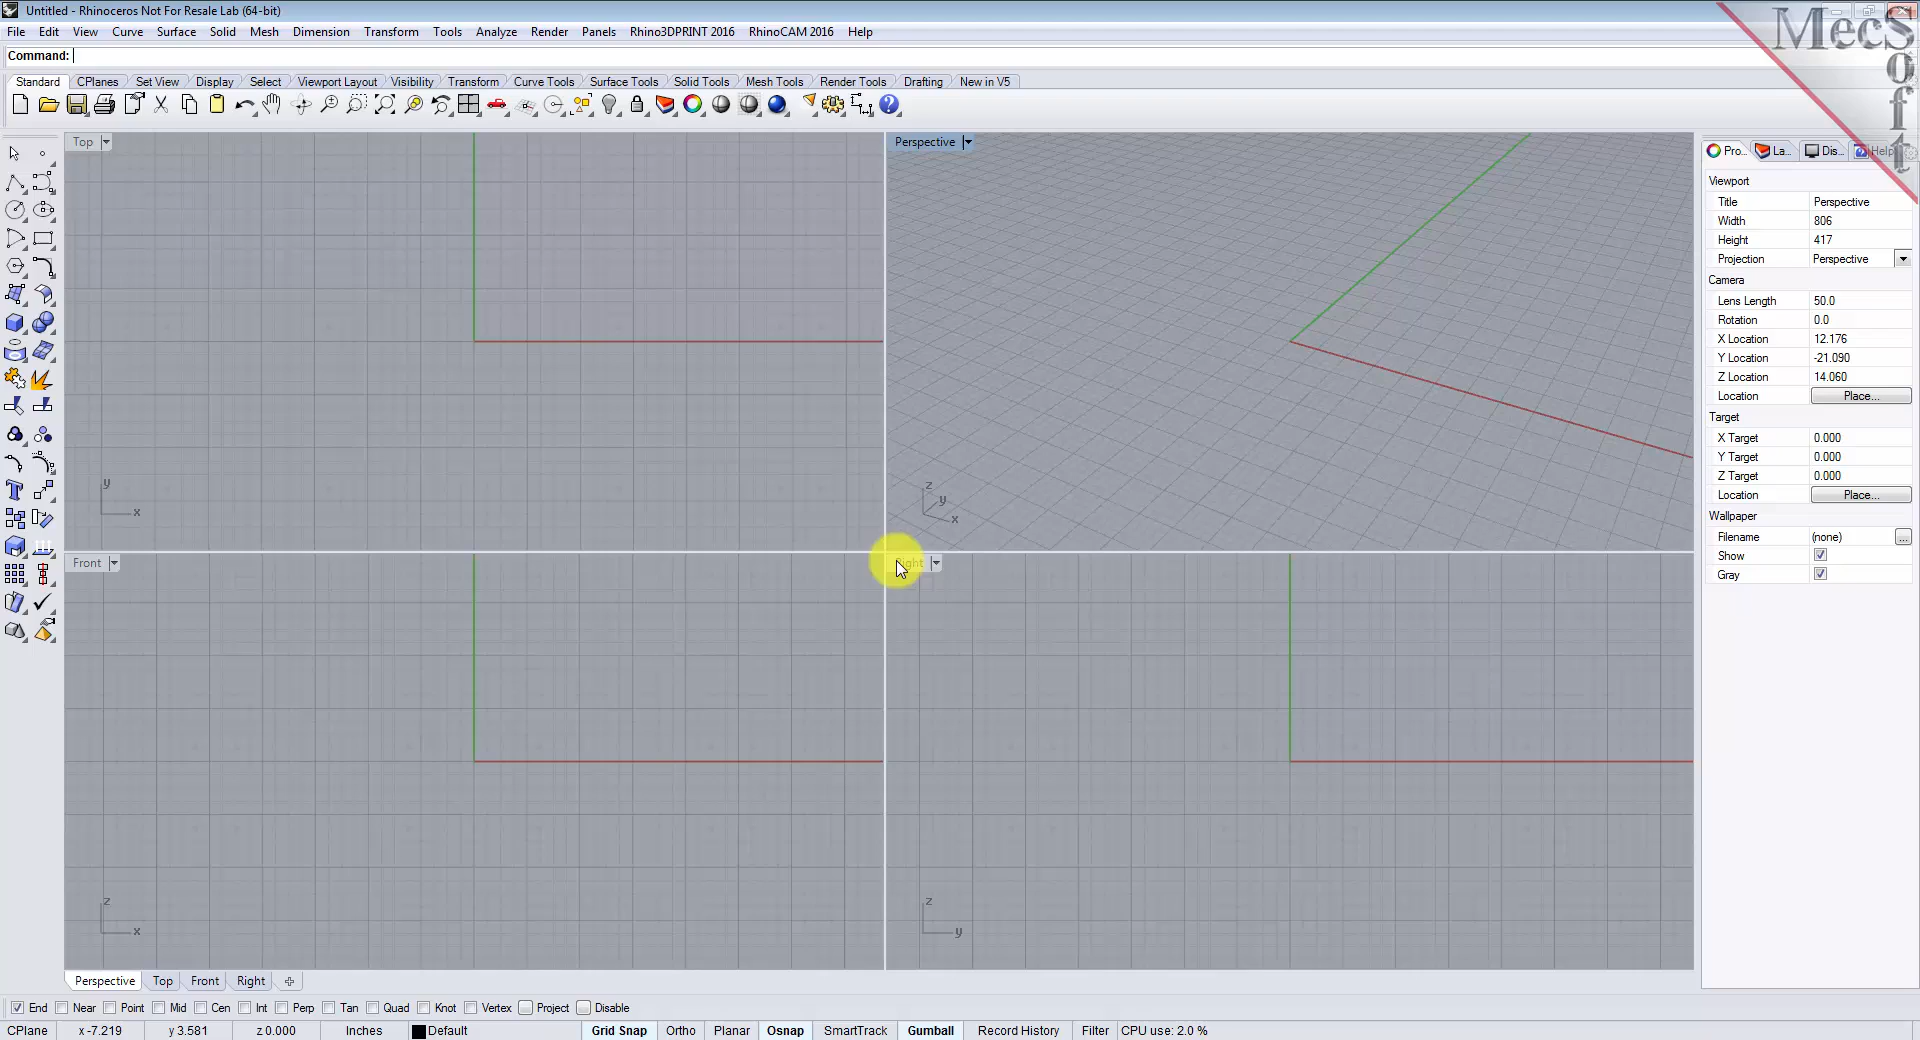 Untitled - Rhinoceros Not For Resale Lab (64-bit)
File Edit View Curve Surface Solid Mesh Dimension Transform Tools Analyze Render Panels Rhino3DPRINT 2016 RhinoCAM 2016 Help
Command:
Standard CPlanes Set View Display Select Viewport Layout Visibility Transform Curve Tools Surface Tools Solid Tools Mesh Tools Render Tools Drafting New in V5
MecSoft
Top
Perspective
Pro... La... Dis... Help
Viewport
Title Perspective
Width 806
Height 417
Projection Perspective
Camera
Lens Length 50.0
Rotation 0.0
X Location 12.176
Y Location -21.090
Z Location 14.060
Location Place...
Target
X Target 0.000
Y Target 0.000
Z Target 0.000
Location Place...
Wallpaper
Filename (none) ...
Show
Gray
y
x
z
y
x
Front
Right
z
x
z
y
Perspective Top Front Right
End Near Point Mid Cen Int Perp Tan Quad Knot Vertex Project Disable
CPlane x -7.219 y 3.581 z 0.000 Inches Default Grid Snap Ortho Planar Osnap SmartTrack Gumball Record History Filter CPU use: 2.0 %